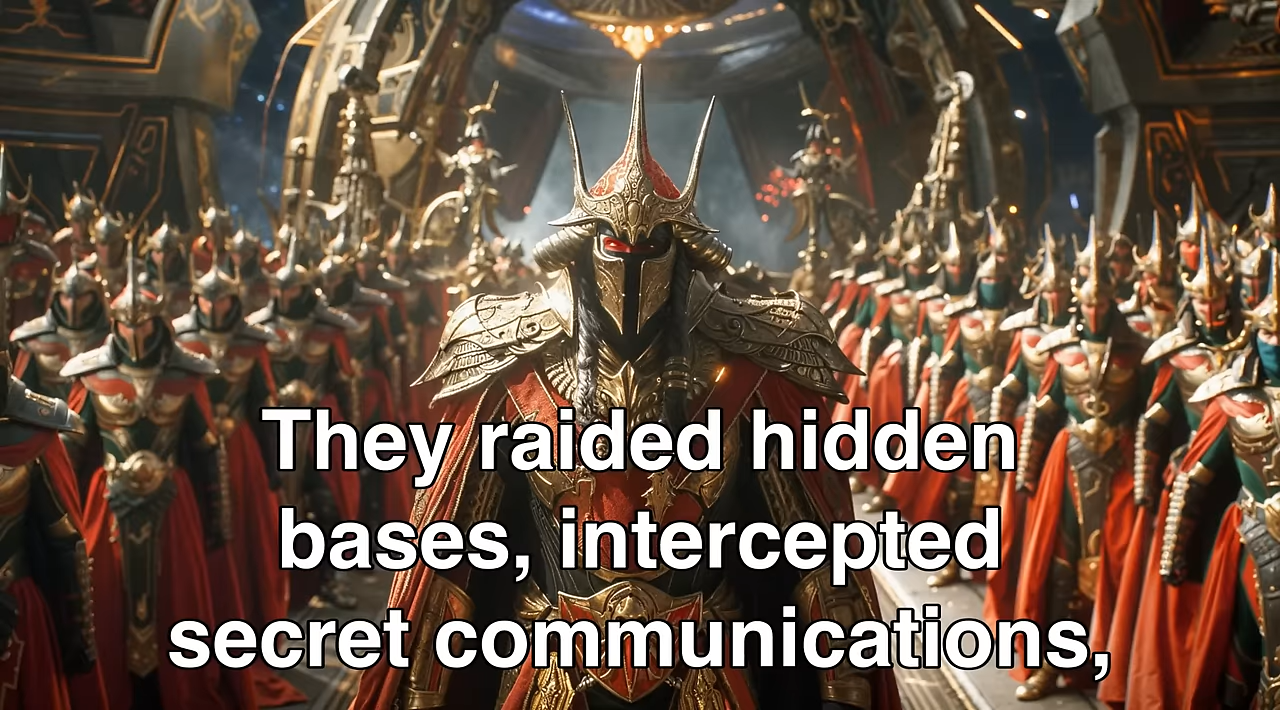 They raided hidden
bases, intercepted
secret communications,